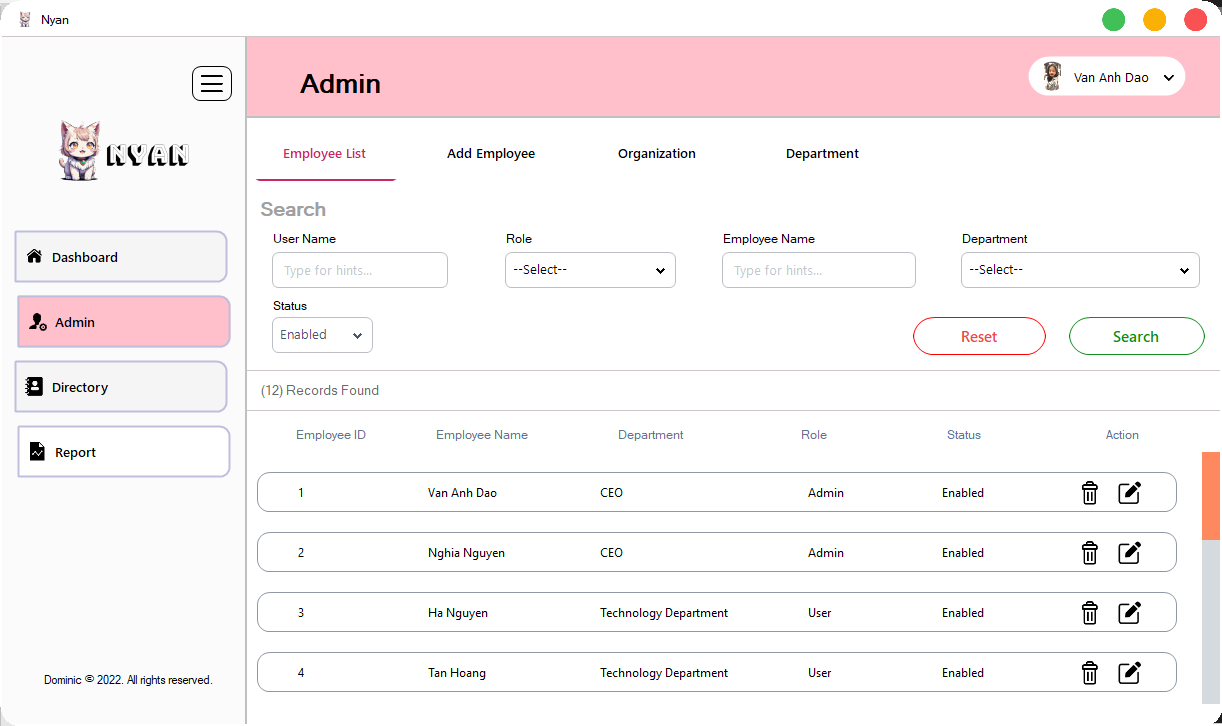 Nyan
Admin
Van Anh Dao
NYAN
Employee List Add Employee Organization Department
Search
User Name Role Employee Name Department
Type for hints... --Select-- Type for hints... --Select--
Status
Enabled
Reset Search
(12) Records Found
Employee ID Employee Name Department Role Status Action
1 Van Anh Dao CEO Admin Enabled
2 Nghia Nguyen CEO Admin Enabled
3 Ha Nguyen Technology Department User Enabled
4 Tan Hoang Technology Department User Enabled
Dashboard
Admin
Directory
Report
Dominic © 2022. All rights reserved.